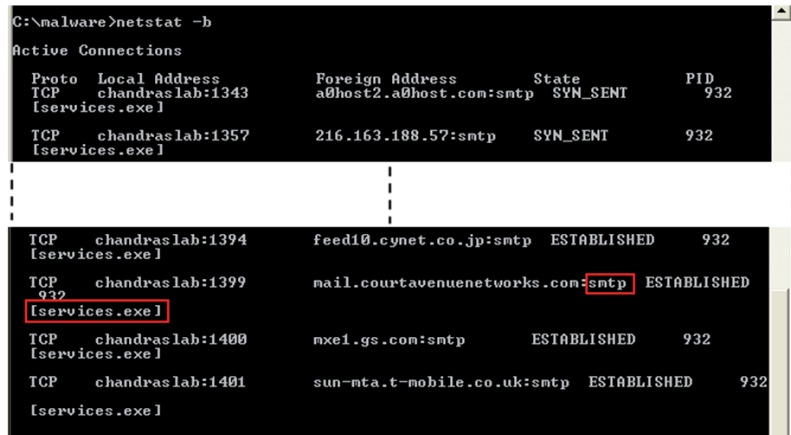 C:\malware>netstat -b
Active Connections
Proto Local Address Foreign Address State PID
TCP chandraslab:1343 a0host2.a0host.com:smtp SYN_SENT 932
[services.exe]
TCP chandraslab:1357 216.163.188.57:smtp SYN_SENT 932
[services.exe]
TCP chandraslab:1394 feed10.cynet.co.jp:smtp ESTABLISHED 932
[services.exe]
TCP chandraslab:1399 mail.courtavenuenetworks.com:smtp ESTABLISHED
932
[services.exe]
TCP chandraslab:1400 mxe1.gs.com:smtp ESTABLISHED 932
[services.exe]
TCP chandraslab:1401 sun-mta.t-mobile.co.uk:smtp ESTABLISHED 932
[services.exe]